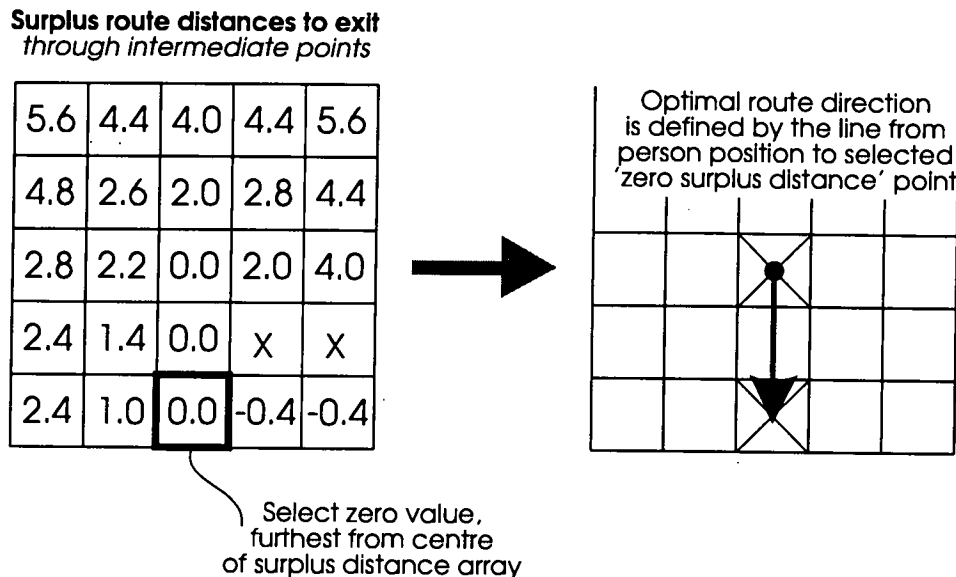 Surplus route distances to exit
through intermediate points
5.6 4.4 4.0 4.4 5.6
4.8 2.6 2.0 2.8 4.4
2.8 2.2 0.0 2.0 4.0
2.4 1.4 0.0 X X
2.4 1.0 0.0 -0.4 -0.4
Select zero value,
furthest from centre
of surplus distance array
Optimal route direction
is defined by the line from
person position to selected
'zero surplus distance' point